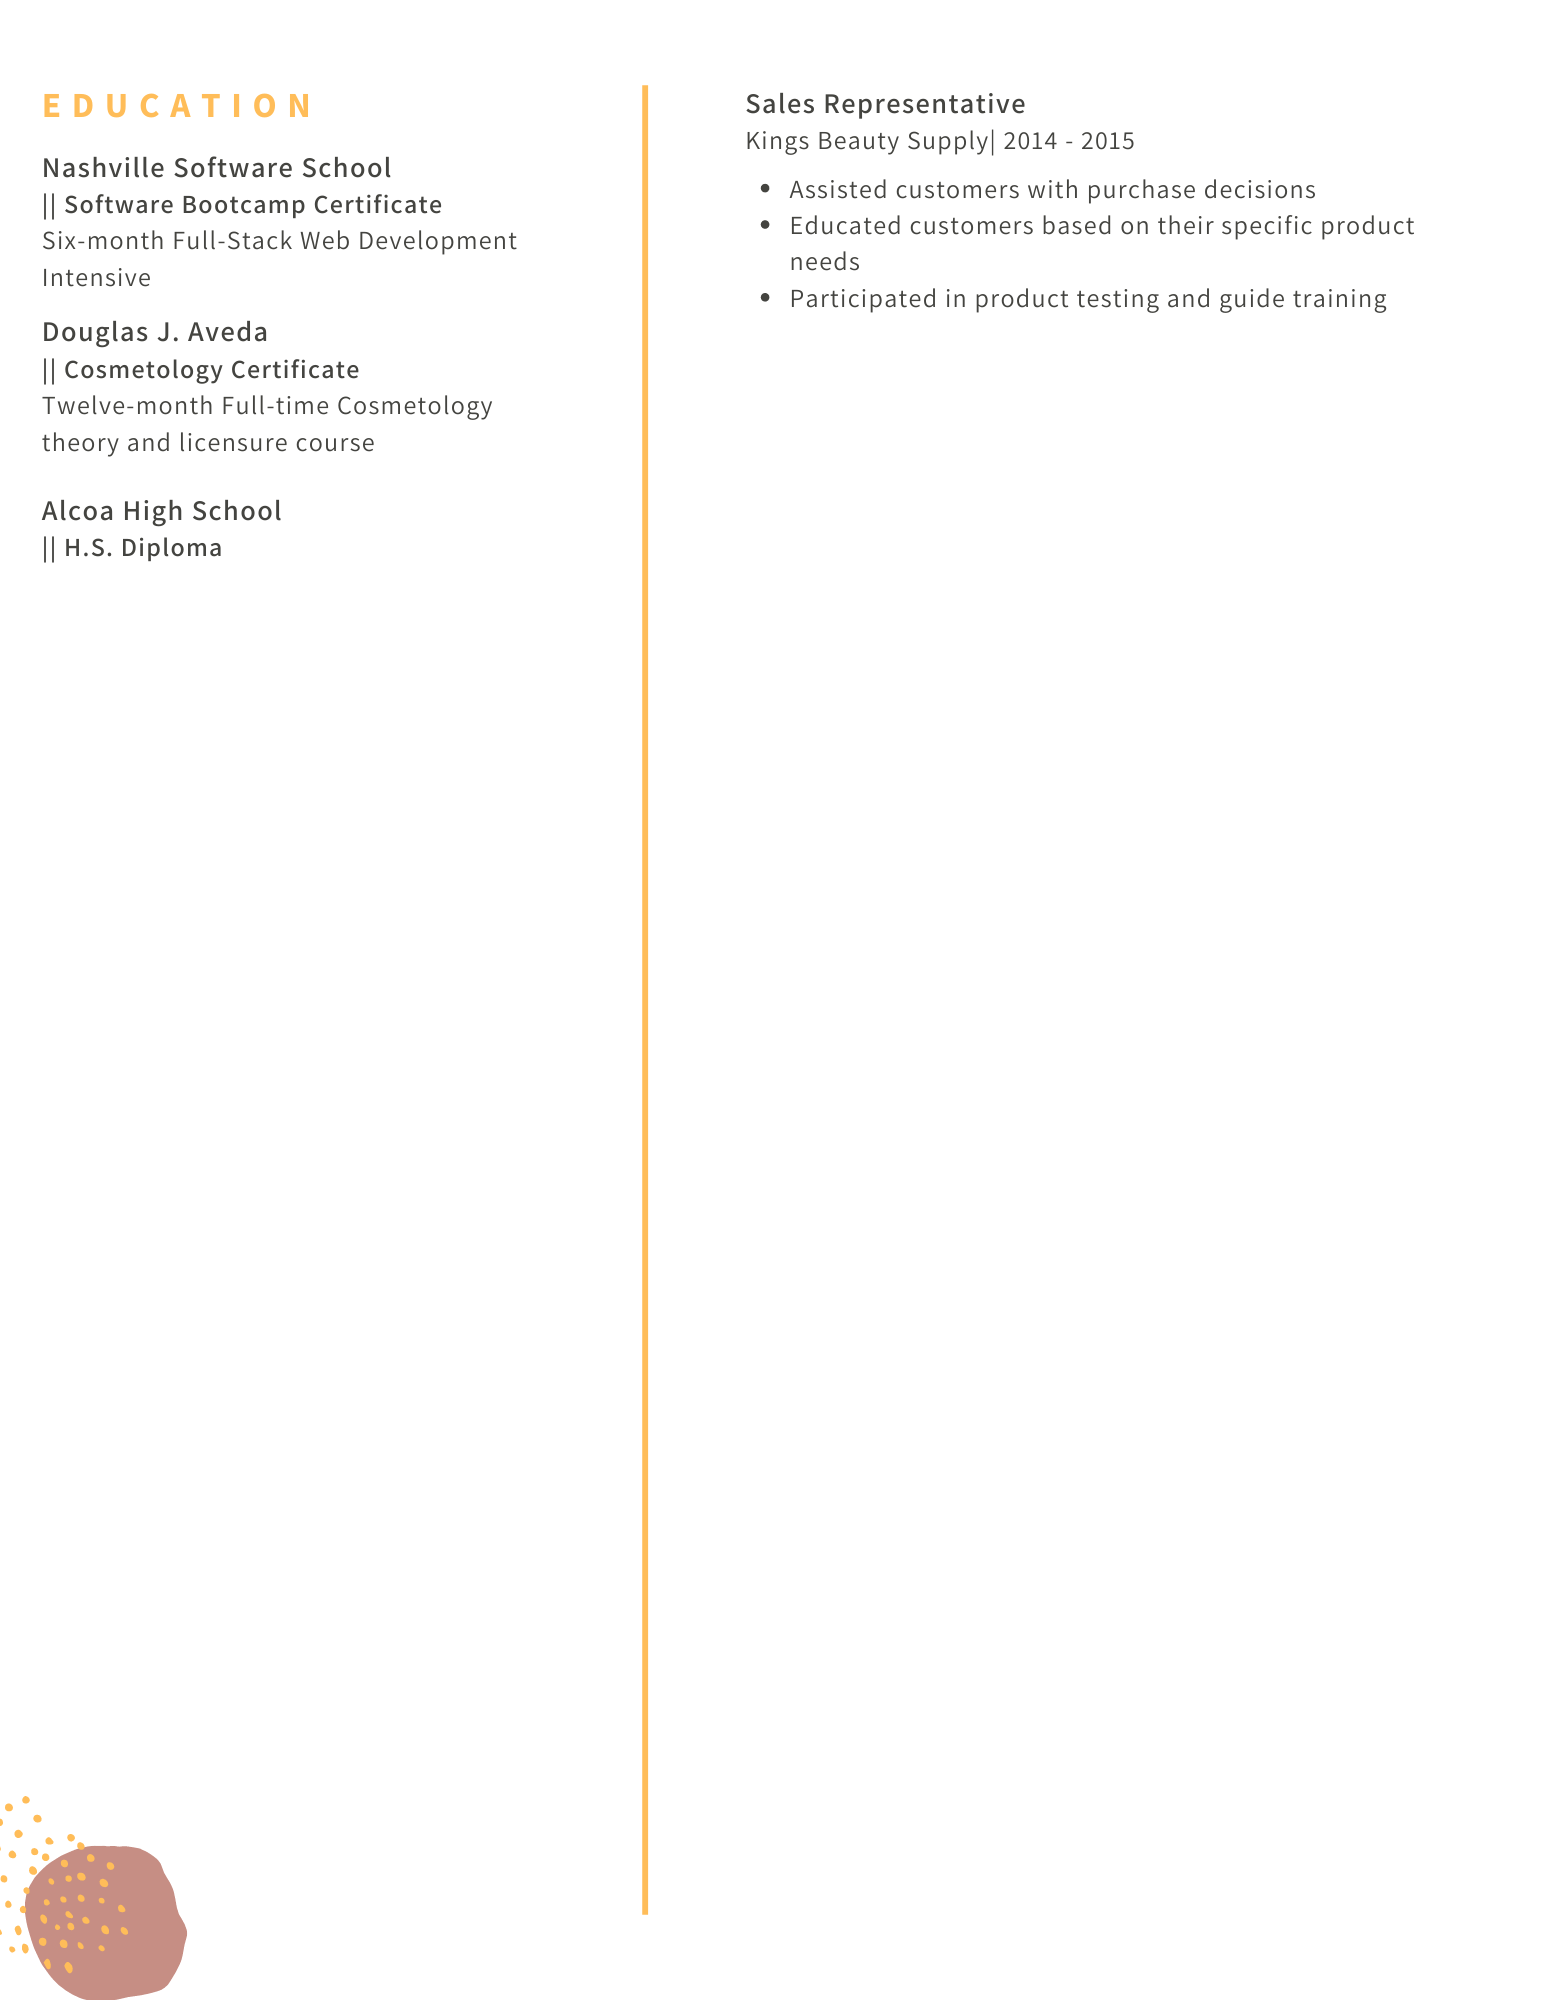 EDUCATION
Nashville Software School
|| Software Bootcamp Certificate
Six-month Full-Stack Web Development
Intensive
Douglas J. Aveda
|| Cosmetology Certificate
Twelve-month Full-time Cosmetology
theory and licensure course
Alcoa High School
|| H.S. Diploma
Sales Representative
Kings Beauty Supply| 2014 - 2015
• Assisted customers with purchase decisions
• Educated customers based on their specific product
needs
• Participated in product testing and guide training